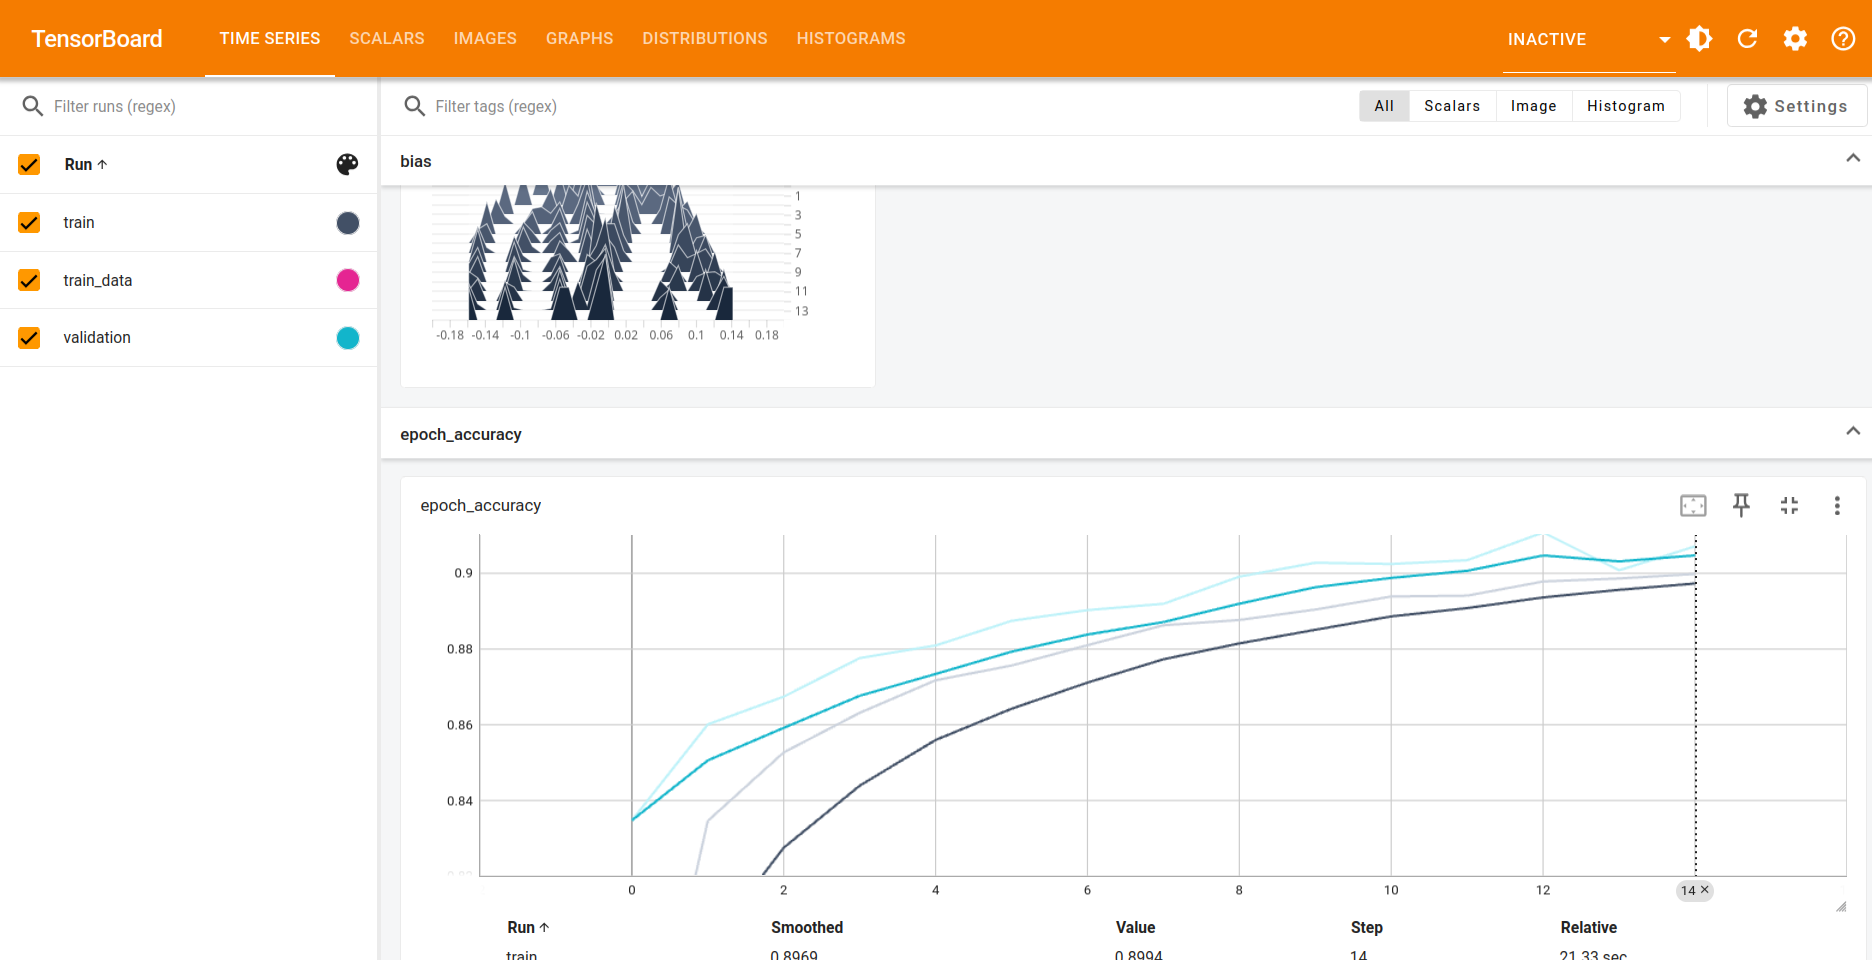 TensorBoard TIME SERIES SCALARS IMAGES GRAPHS DISTRIBUTIONS HISTOGRAMS INACTIVE
Filter runs (regex)
Filter tags (regex) All Scalars Image Histogram Settings
Run
train
train_data
validation
bias
1
3
5
7
9
11
13
-0.18 -0.14 -0.1 -0.06 -0.02 0.02 0.06 0.1 0.14 0.18
epoch_accuracy
epoch_accuracy
0.9
0.88
0.86
0.84
0.82
0 2 4 6 8 10 12 14
Run Smoothed Value Step Relative
train 0.8969 0.8994 14 21.33 sec